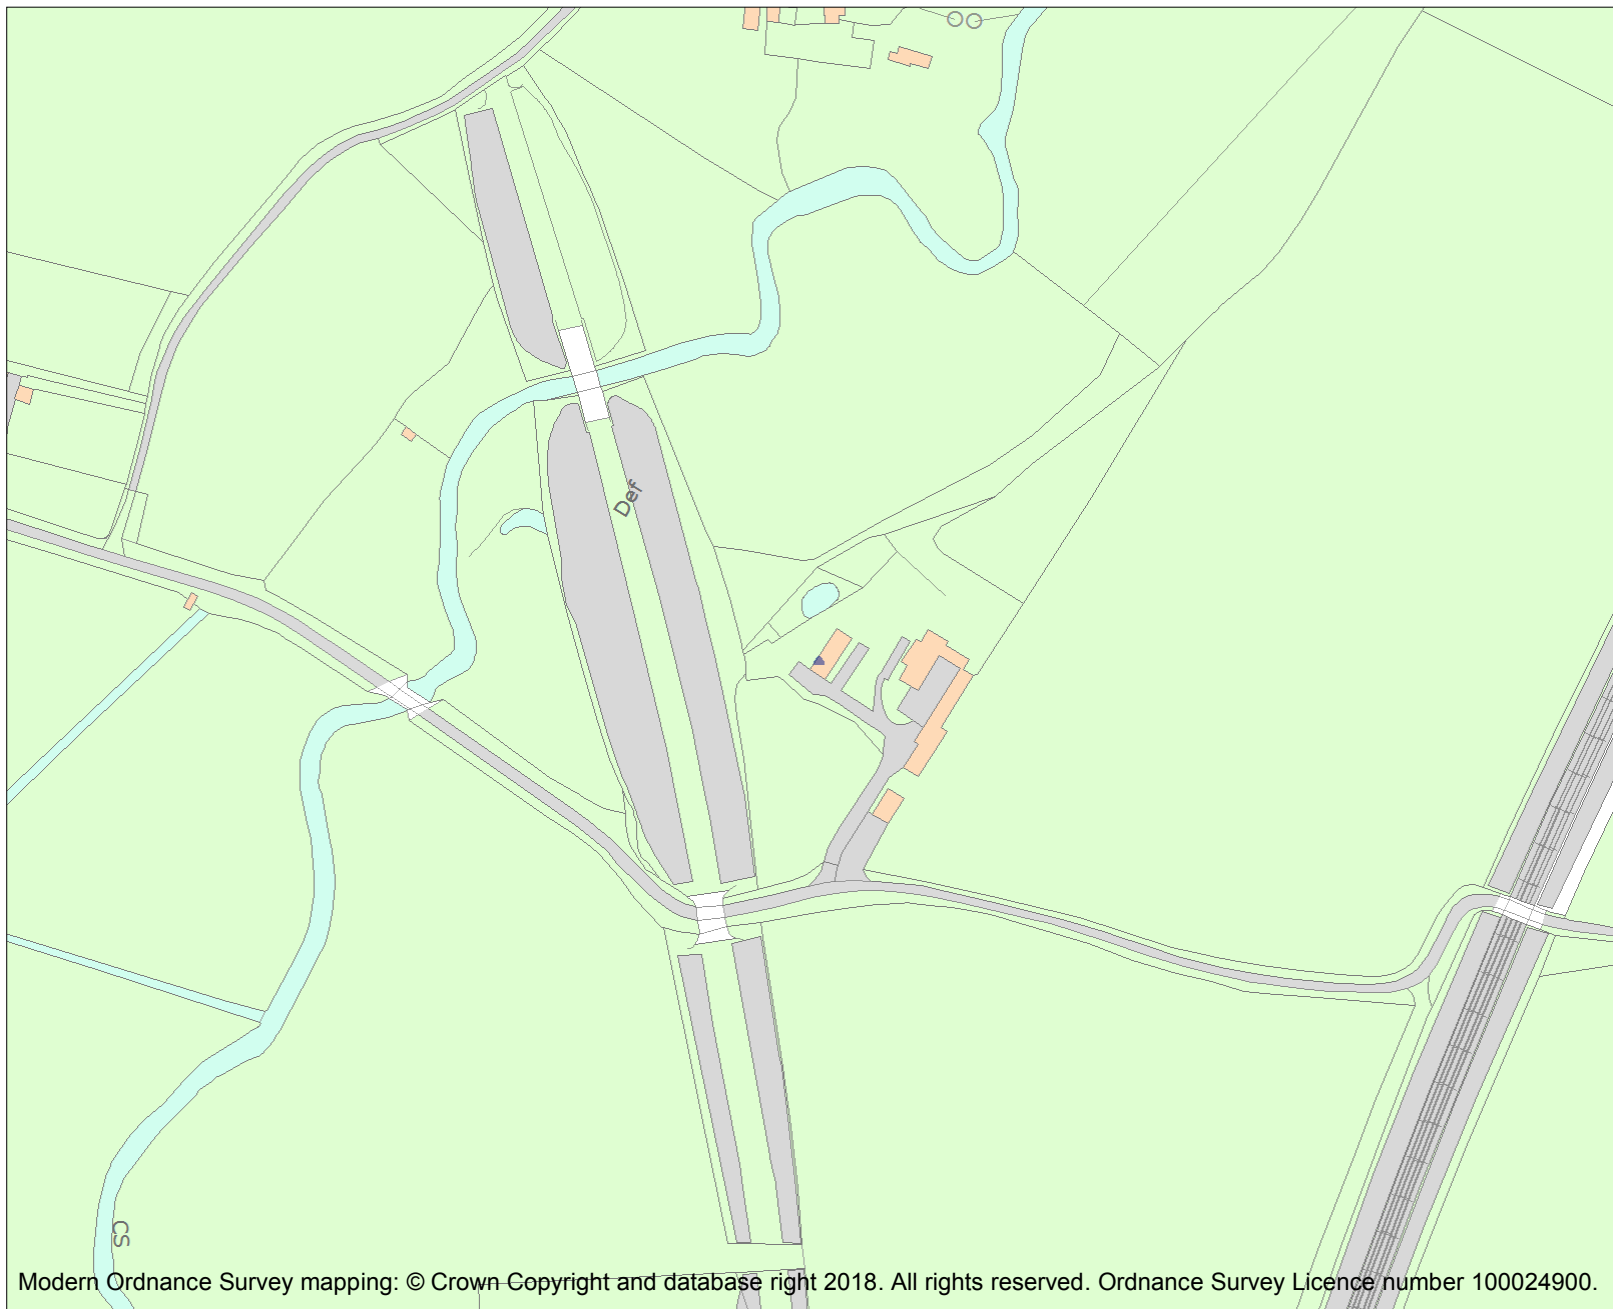 Def
CS
Modern Ordnance Survey mapping: © Crown Copyright and database right 2018. All rights reserved. Ordnance Survey Licence number 100024900.